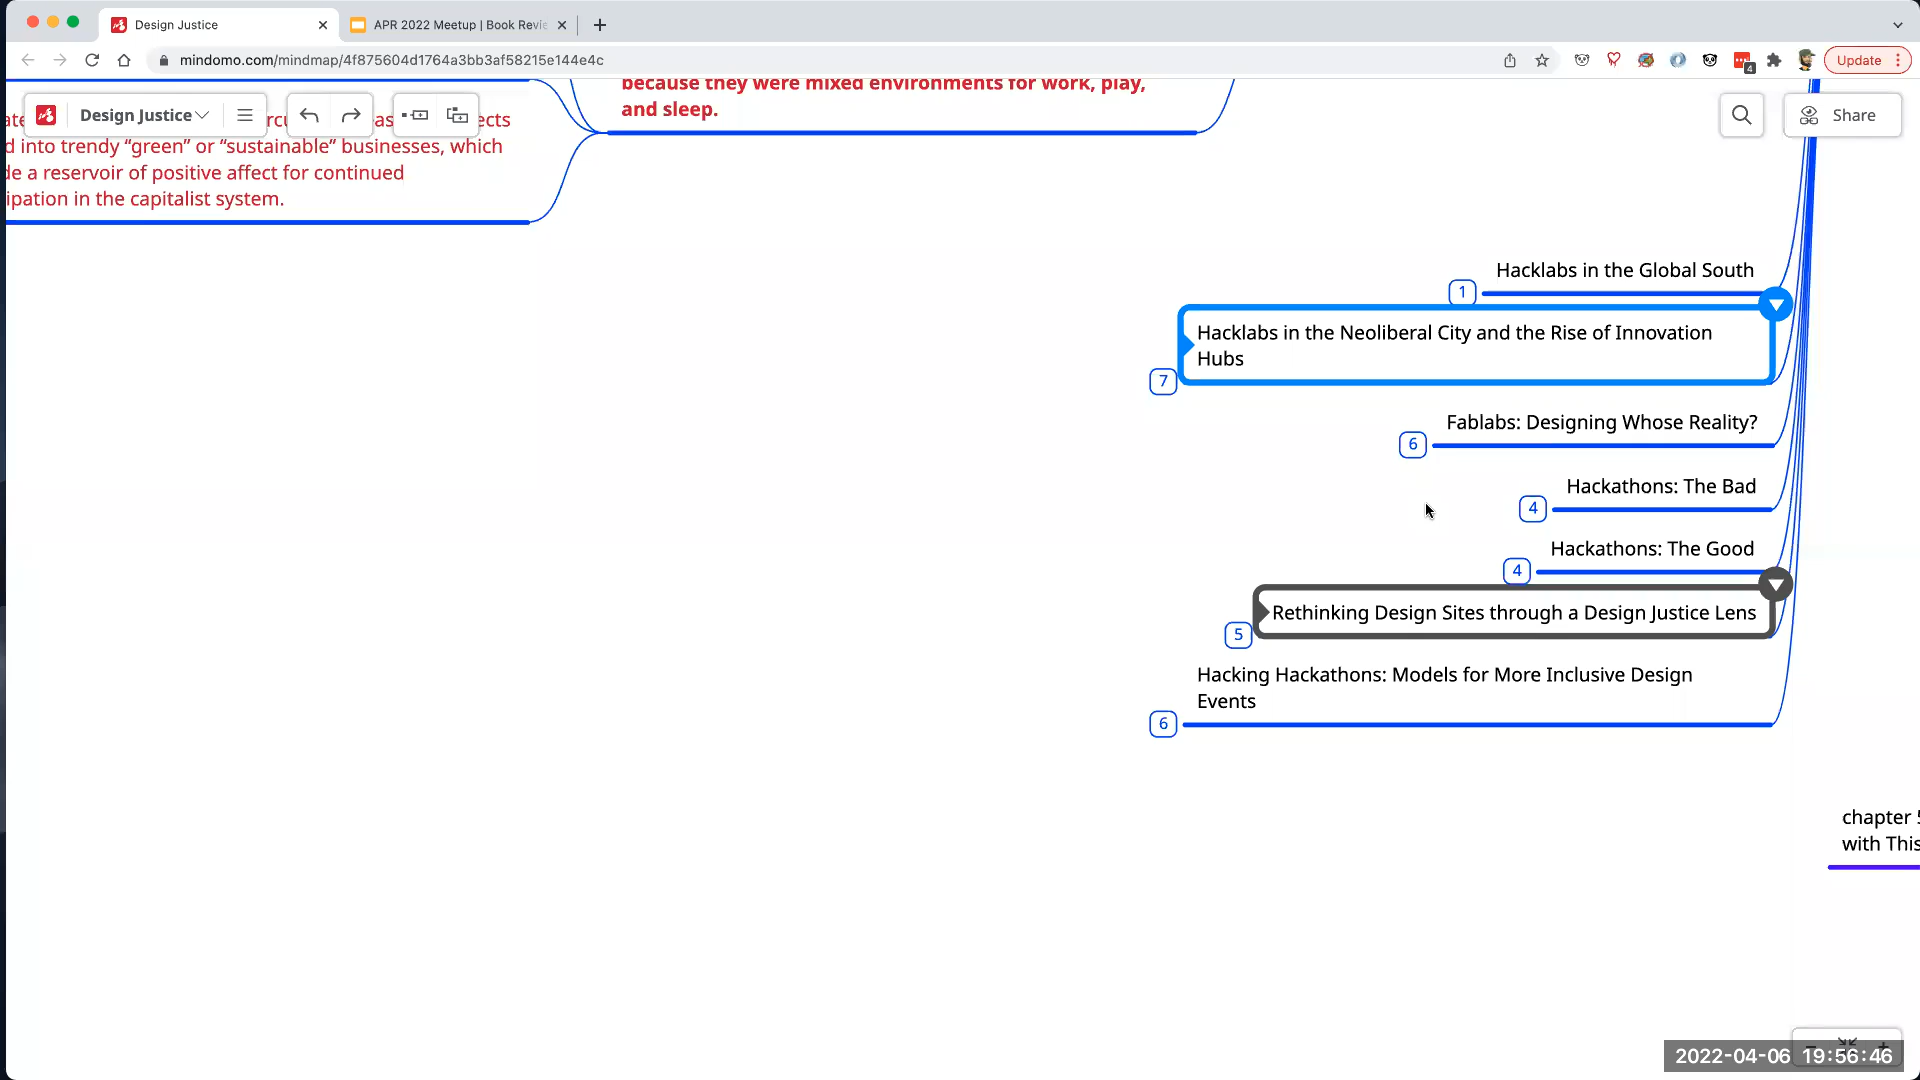 Design Justice
APR 2022 Meetup | Book Revie
mindomo.com/mindmap/4f875604d1764a3bb3af58215e144e4c
4
Update
because they were mixed environments for work, play,
and sleep.
Design Justice
Share
d into trendy “green” or “sustainable” businesses, which
de a reservoir of positive affect for continued
ipation in the capitalist system.
Hacklabs in the Global South
1
Hacklabs in the Neoliberal City and the Rise of Innovation
Hubs
7
Fablabs: Designing Whose Reality?
6
Hackathons: The Bad
4
Hackathons: The Good
4
Rethinking Design Sites through a Design Justice Lens
5
Hacking Hackathons: Models for More Inclusive Design
Events
6
chapter 5
with This
2022-04-06 19:56:46